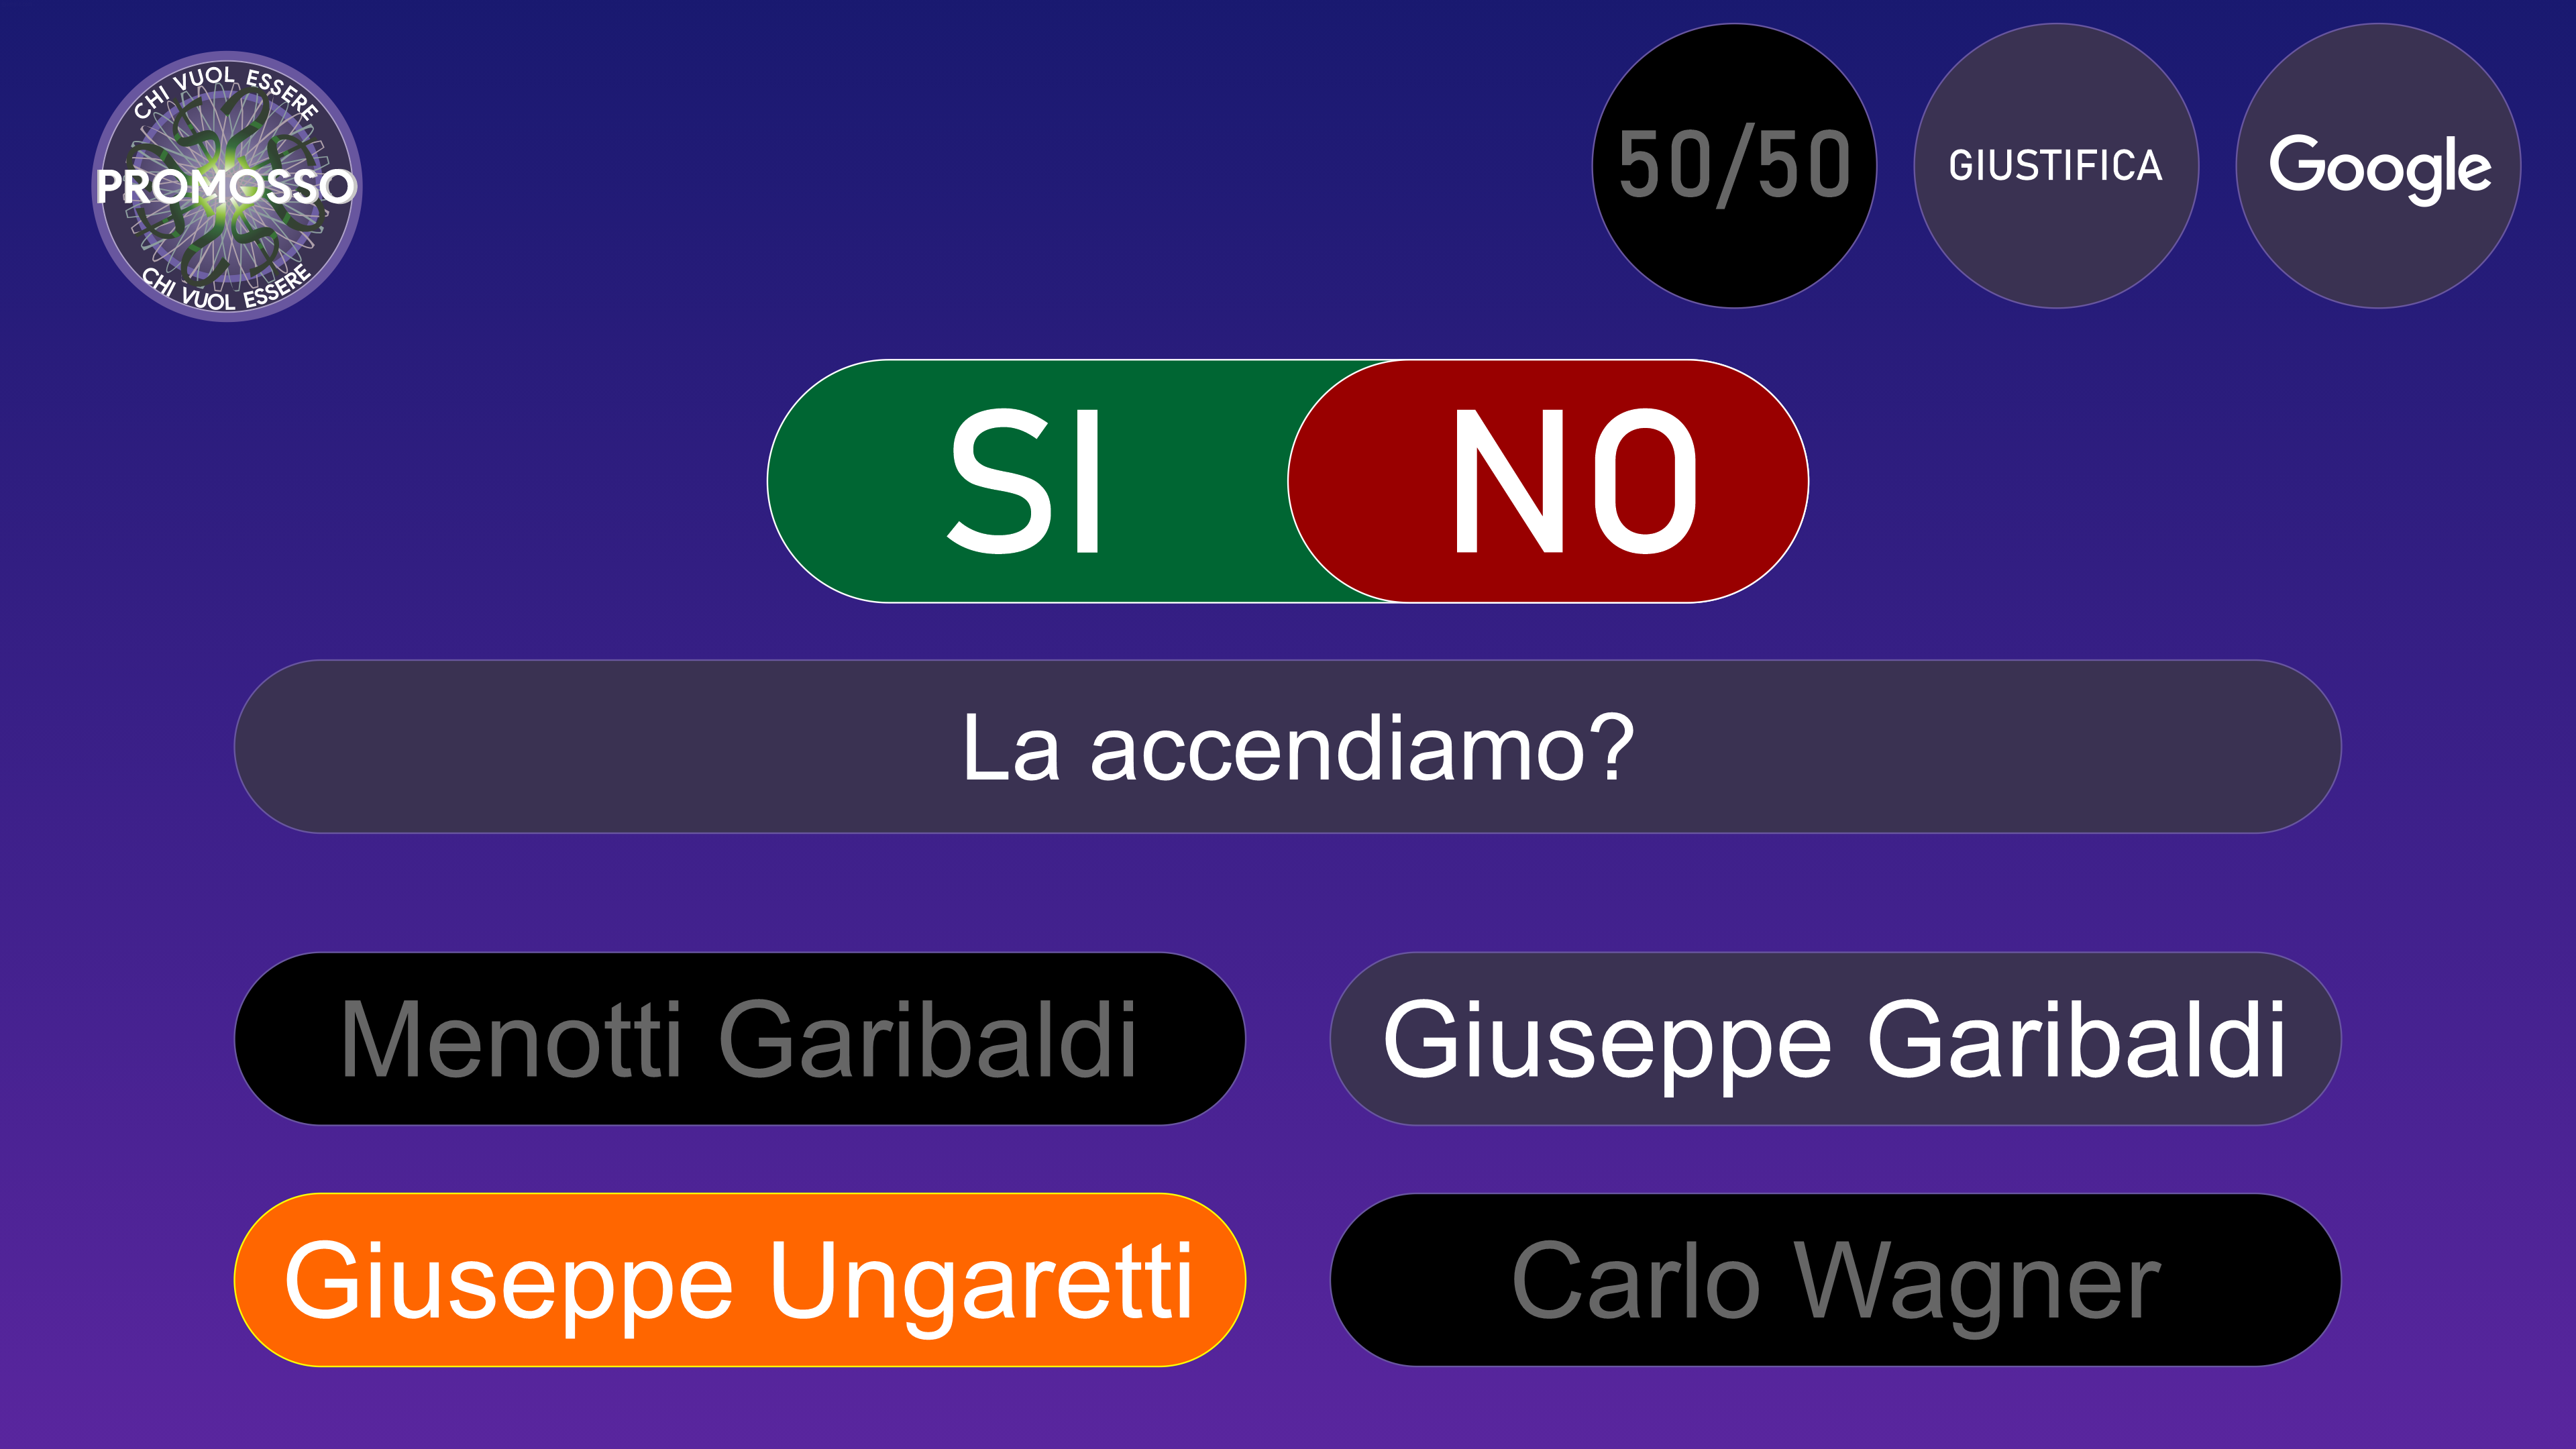 CHI VUOL ESSERE
PROMOSSO
CHI VUOL ESSERE
50/50
GIUSTIFICA
Google
SI
NO
La accendiamo?
Menotti Garibaldi
Giuseppe Garibaldi
Giuseppe Ungaretti
Carlo Wagner